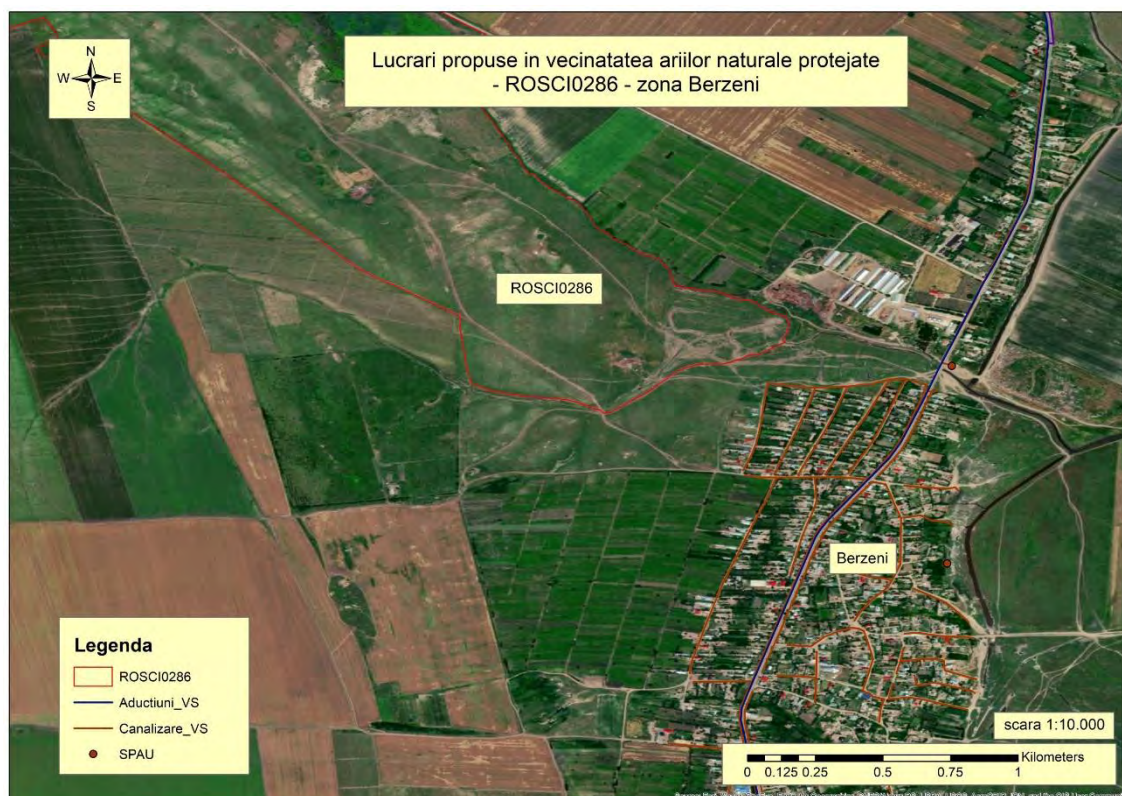 Lucrari propuse in vecinatatea ariilor naturale protejate
- ROSCI0286 - zona Berzeni
N
W E
S
ROSCI0286
Berzeni
Legenda
ROSCI0286
Aductiuni_VS
Canalizare_VS
SPAU
scara 1:10.000
Kilometers
0 0.125 0.25 0.5 0.75 1